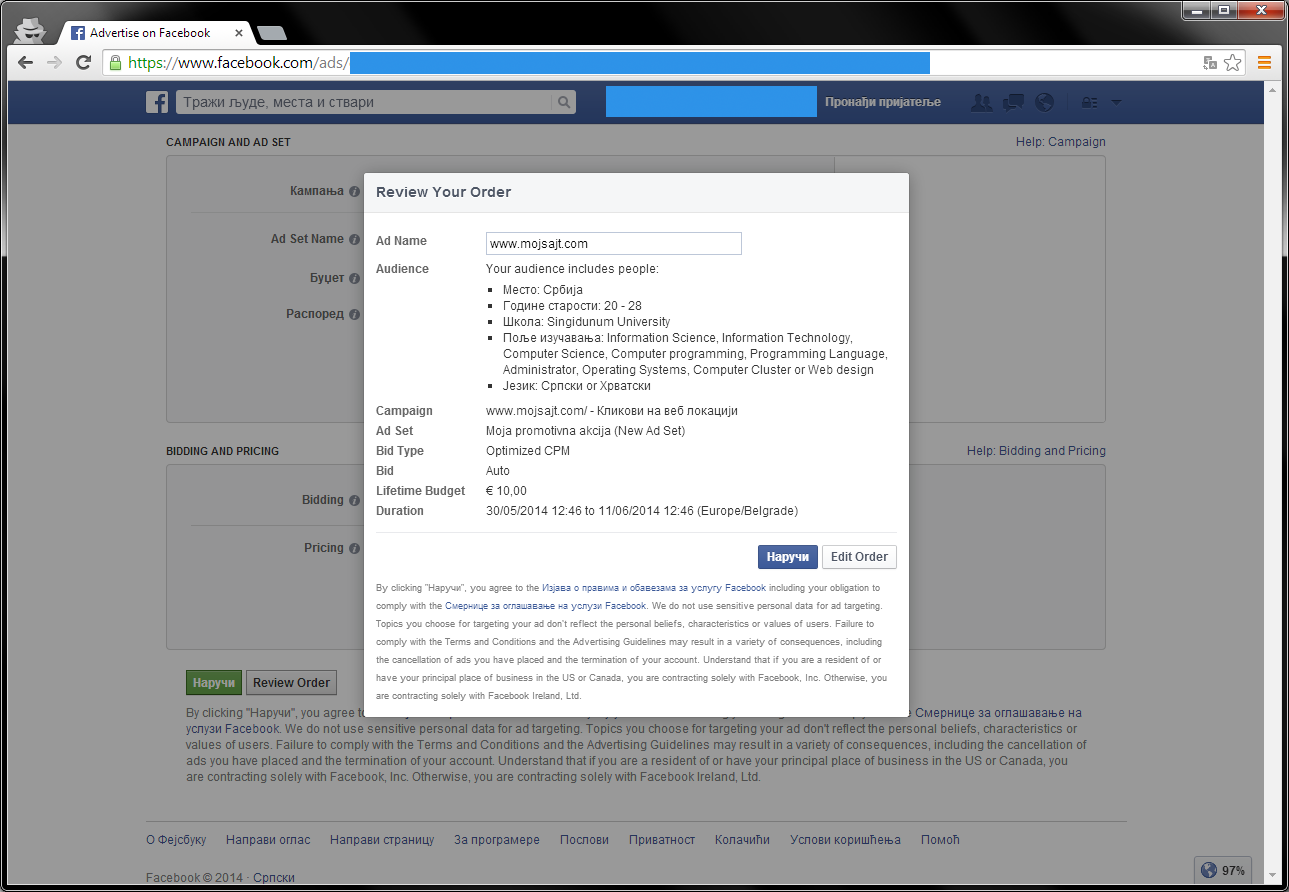 Advertise on Facebook
https://www.facebook.com/ads/
Тражи људе, места и ствари
Пронађи пријатеље
CAMPAIGN AND AD SET
Help: Campaign
Кампања
Ad Set Name
Буџет
Распоред
BIDDING AND PRICING
Help: Bidding and Pricing
Bidding
Pricing
Review Your Order
Ad Name
www.mojsajt.com
Audience
Your audience includes people:
Место: Србија
Године старости: 20 - 28
Школа: Singidunum University
Поље изучавања: Information Science, Information Technology,
Computer Science, Computer programming, Programming Language,
Administrator, Operating Systems, Computer Cluster or Web design
Језик: Српски or Хрватски
Campaign
www.mojsajt.com/ - Кликови на веб локацији
Ad Set
Moja promotivna akcija (New Ad Set)
Bid Type
Optimized CPM
Bid
Auto
Lifetime Budget
€ 10,00
Duration
30/05/2014 12:46 to 11/06/2014 12:46 (Europe/Belgrade)
Наручи
Edit Order
By clicking "Наручи", you agree to the Изјава о правима и обавезама за услугу Facebook including your obligation to
comply with the Смернице за оглашавање на услузи Facebook. We do not use sensitive personal data for ad targeting.
Topics you choose for targeting your ad don't reflect the personal beliefs, characteristics or values of users. Failure to
comply with the Terms and Conditions and the Advertising Guidelines may result in a variety of consequences, including
the cancellation of ads you have placed and the termination of your account. Understand that if you are a resident of or
have your principal place of business in the US or Canada, you are contracting solely with Facebook, Inc. Otherwise, you
are contracting solely with Facebook Ireland, Ltd.
Наручи
Review Order
By clicking "Наручи", you agree Смернице за оглашавање на
услузи Facebook. We do not use sensitive personal data for ad targeting. Topics you choose for targeting your ad don't reflect the personal beliefs, characteristics or
values of users. Failure to comply with the Terms and Conditions and the Advertising Guidelines may result in a variety of consequences, including the cancellation of
ads you have placed and the termination of your account. Understand that if you are a resident of or have your principal place of business in the US or Canada, you
are contracting solely with Facebook, Inc. Otherwise, you are contracting solely with Facebook Ireland, Ltd.
О Фејсбуку
Направи оглас
Направи страницу
За програмере
Послови
Приватност
Колачићи
Услови коришћења
Помоћ
Facebook © 2014 · Српски
97%